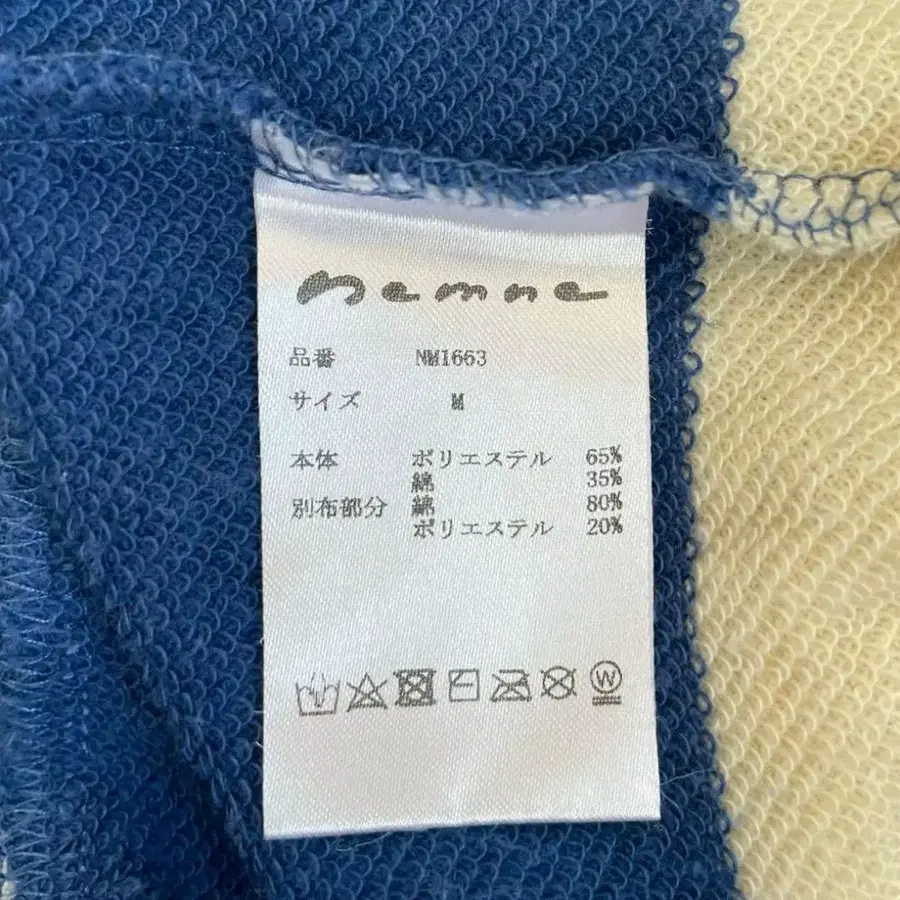 nemne
品番 NM1663
サイズ M
本体 ポリエステル 65%
綿 35%
別布部分 綿 80%
ポリエステル 20%
W